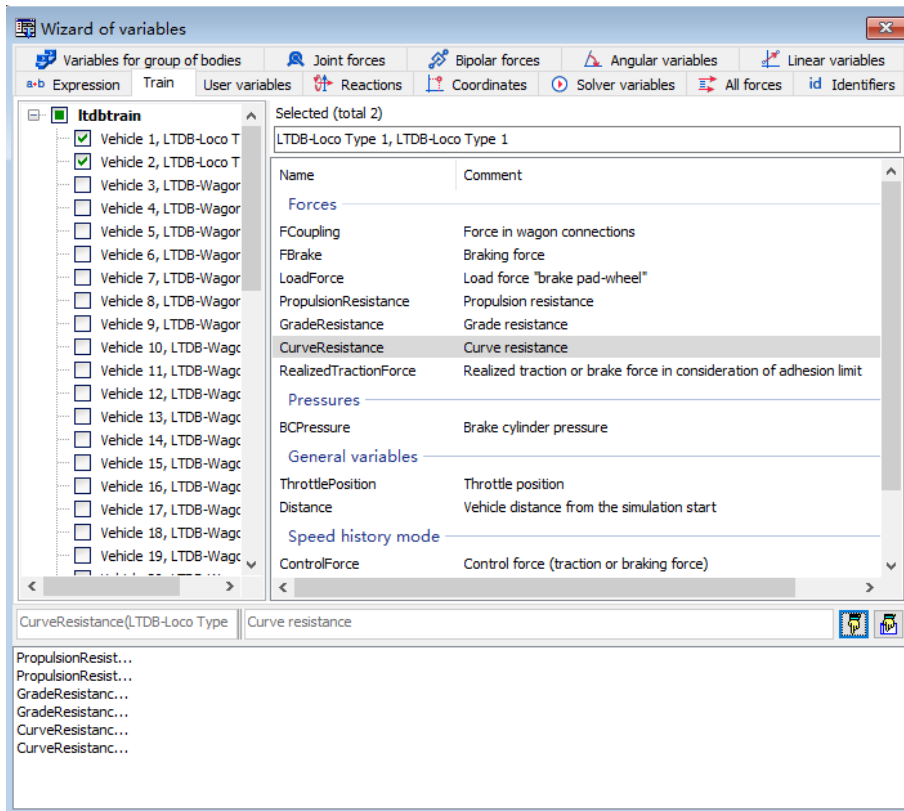 Wizard of variables
Variables for group of bodies Joint forces Bipolar forces Angular variables Linear variables
a+b Expression Train User variables Reactions Coordinates Solver variables All forces id Identifiers
ltdbtrain
Vehicle 1, LTDB-Loco T
Vehicle 2, LTDB-Loco T
Vehicle 3, LTDB-Wagor
Vehicle 4, LTDB-Wagor
Vehicle 5, LTDB-Wagor
Vehicle 6, LTDB-Wagor
Vehicle 7, LTDB-Wagor
Vehicle 8, LTDB-Wagor
Vehicle 9, LTDB-Wagor
Vehicle 10, LTDB-Wagc
Vehicle 11, LTDB-Wagc
Vehicle 12, LTDB-Wagc
Vehicle 13, LTDB-Wagc
Vehicle 14, LTDB-Wagc
Vehicle 15, LTDB-Wagc
Vehicle 16, LTDB-Wagc
Vehicle 17, LTDB-Wagc
Vehicle 18, LTDB-Wagc
Vehicle 19, LTDB-Wagc
Selected (total 2)
LTDB-Loco Type 1, LTDB-Loco Type 1
Name Comment
Forces
FCoupling Force in wagon connections
FBrake Braking force
LoadForce Load force "brake pad-wheel"
PropulsionResistance Propulsion resistance
GradeResistance Grade resistance
CurveResistance Curve resistance
RealizedTractionForce Realized traction or brake force in consideration of adhesion limit
Pressures
BCPressure Brake cylinder pressure
General variables
ThrottlePosition Throttle position
Distance Vehicle distance from the simulation start
Speed history mode
ControlForce Control force (traction or braking force)
CurveResistance(LTDB-Loco Type Curve resistance
PropulsionResist...
PropulsionResist...
GradeResistanc...
GradeResistanc...
CurveResistanc...
CurveResistanc...